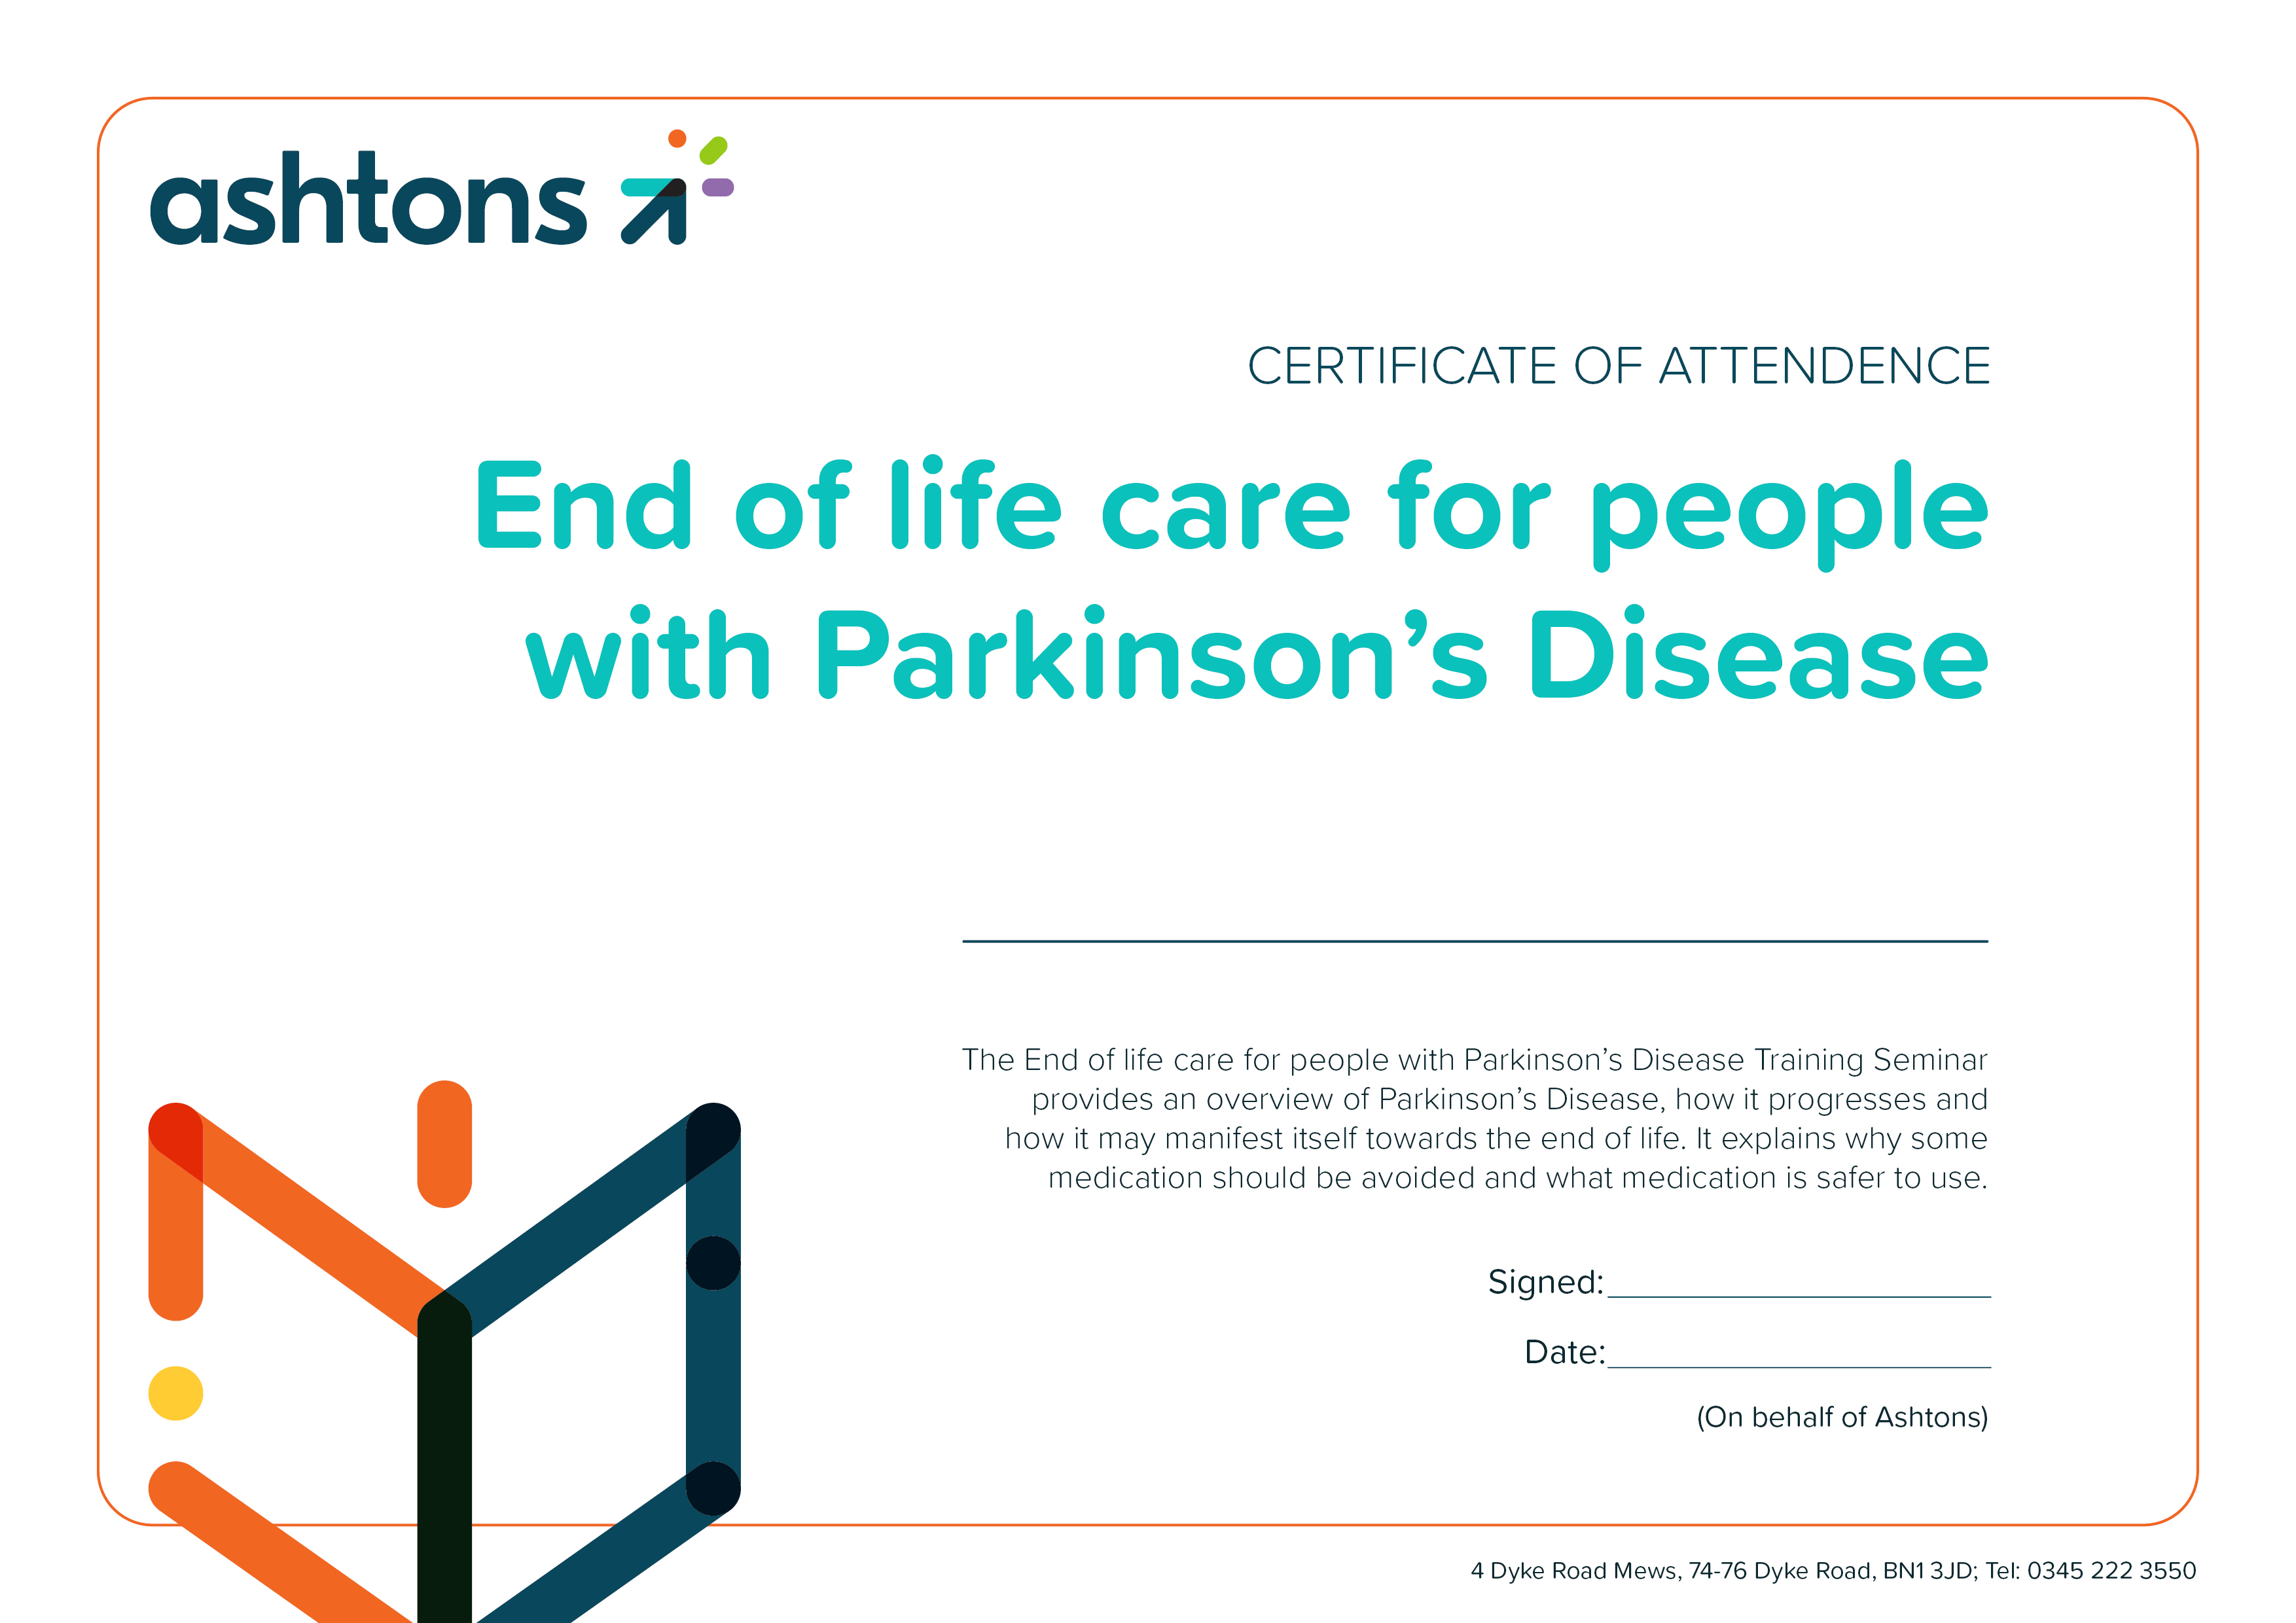 ashtons
CERTIFICATE OF ATTENDENCE
End of life care for people
with Parkinson’s Disease
The End of life care for people with Parkinson’s Disease Training Seminar
provides an overview of Parkinson’s Disease, how it progresses and
how it may manifest itself towards the end of life. It explains why some
medication should be avoided and what medication is safer to use.
Signed:
Date:
(On behalf of Ashtons)
4 Dyke Road Mews, 74-76 Dyke Road, BN1 3JD; Tel: 0345 222 3550